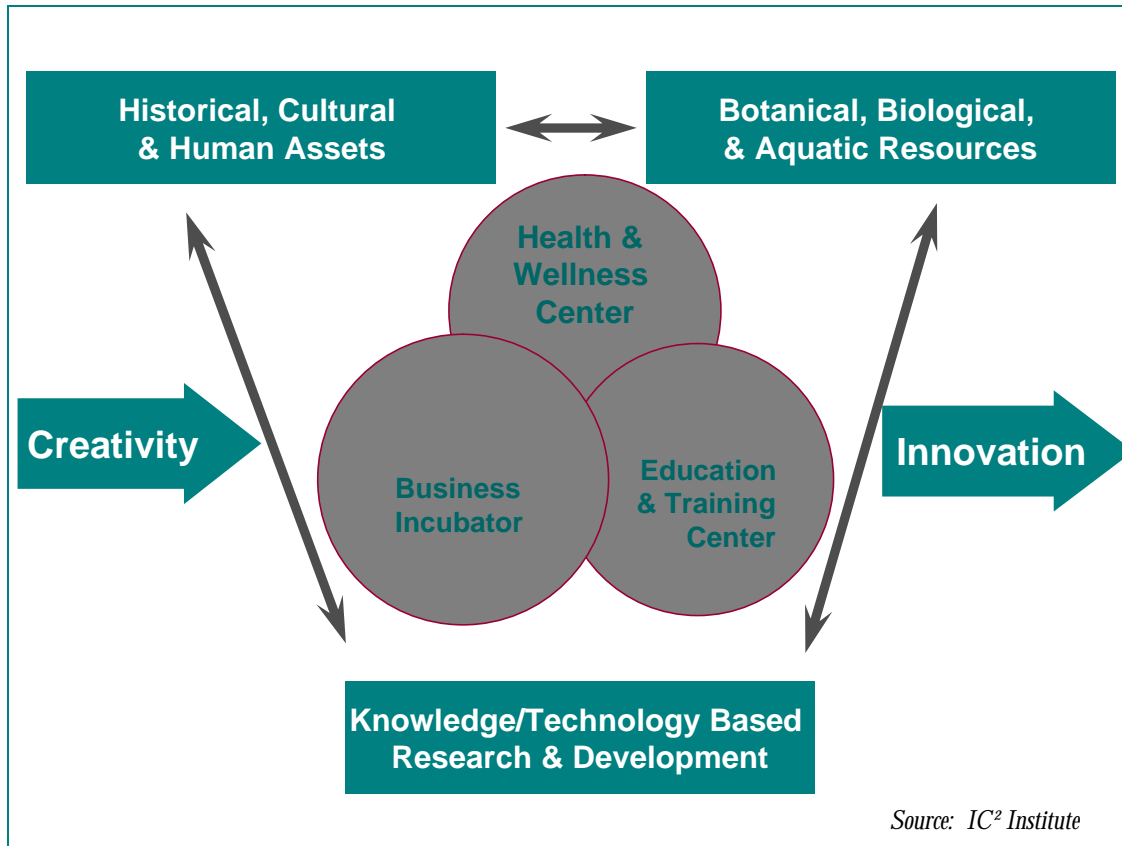 Historical, Cultural
& Human Assets
Botanical, Biological,
& Aquatic Resources
Health &
Wellness
Center
Creativity
Business
Incubator
Education
& Training
Center
Innovation
Knowledge/Technology Based
Research & Development
Source: IC² Institute